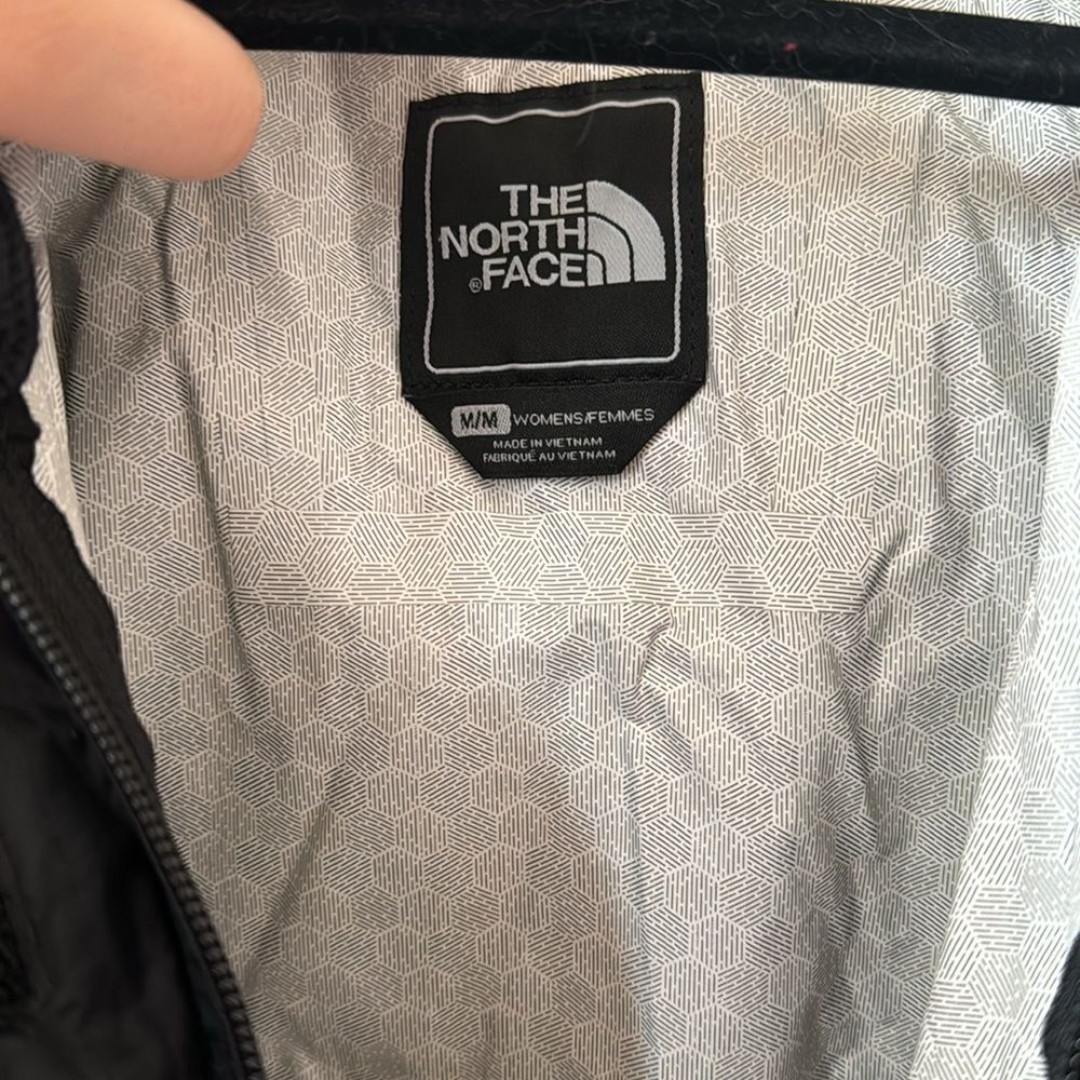 THE
NORTH
®FACE
M/M WOMENS/FEMMES
MADE IN VIETNAM
FABRIQUÉ AU VIETNAM